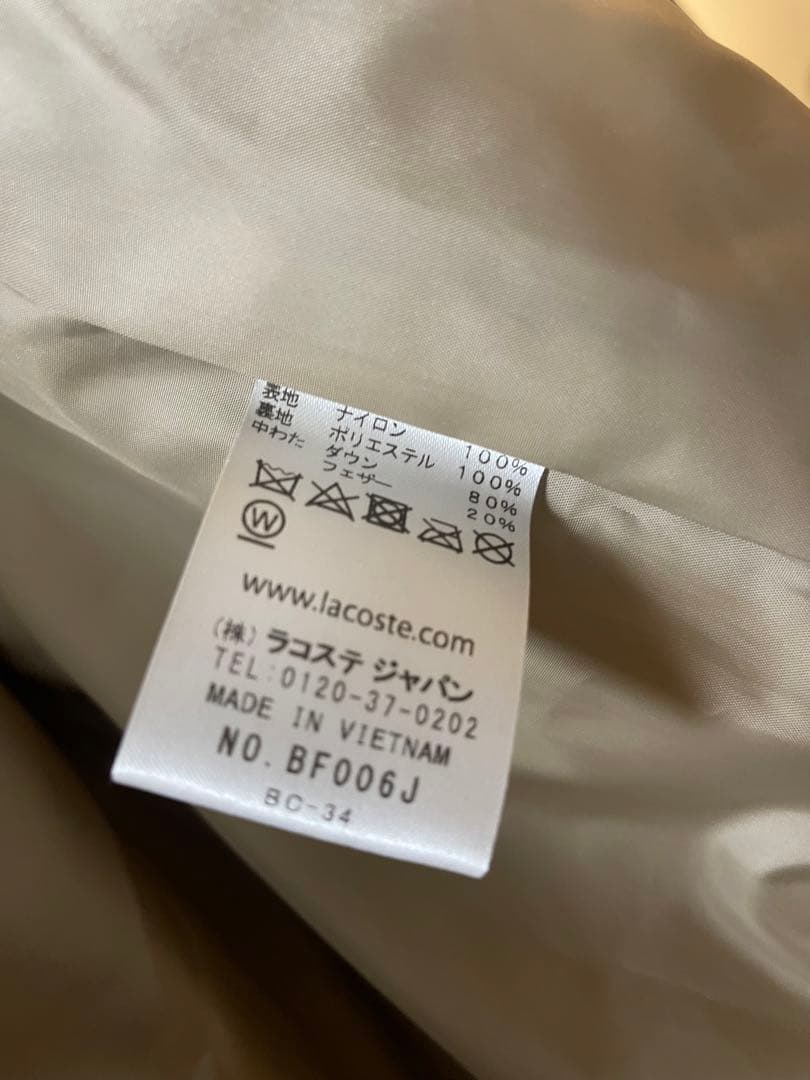 表地 ナイロン 100%
裏地 ポリエステル 100%
中わた ダウン 80%
フェザー 20%
W
www.lacoste.com
(株) ラコステ ジャパン
TEL:0120-37-0202
MADE IN VIETNAM
NO. BF006J
BC-34